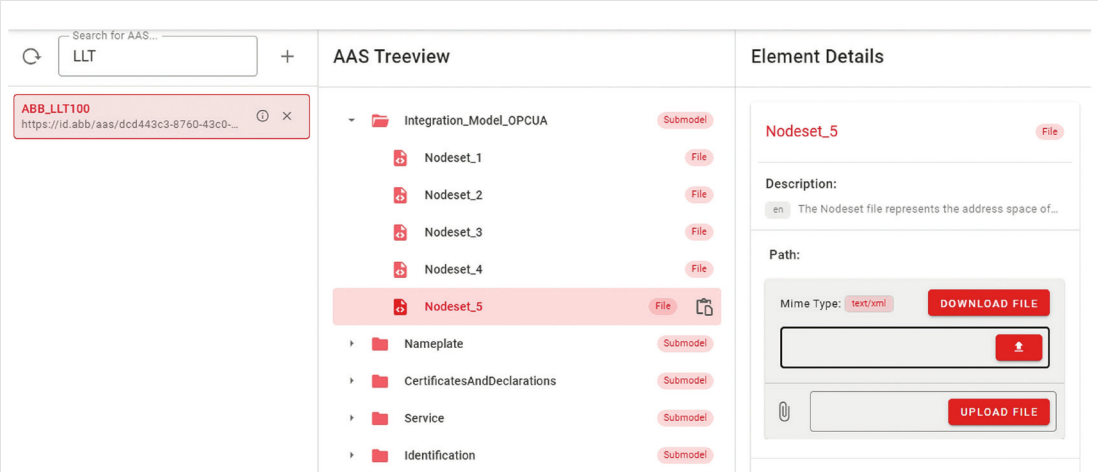 Search for AAS...
LLT
ABB_LLT100
https://id.abb/aas/dcd443c3-8760-43c0-...
AAS Treeview
Integration_Model_OPCUA Submodel
Nodeset_1 File
Nodeset_2 File
Nodeset_3 File
Nodeset_4 File
Nodeset_5 File
Nameplate Submodel
CertificatesAndDeclarations Submodel
Service Submodel
Identification Submodel
Element Details
Nodeset_5 File
Description:
en The Nodeset file represents the address space of...
Path:
Mime Type: text/xml DOWNLOAD FILE
UPLOAD FILE